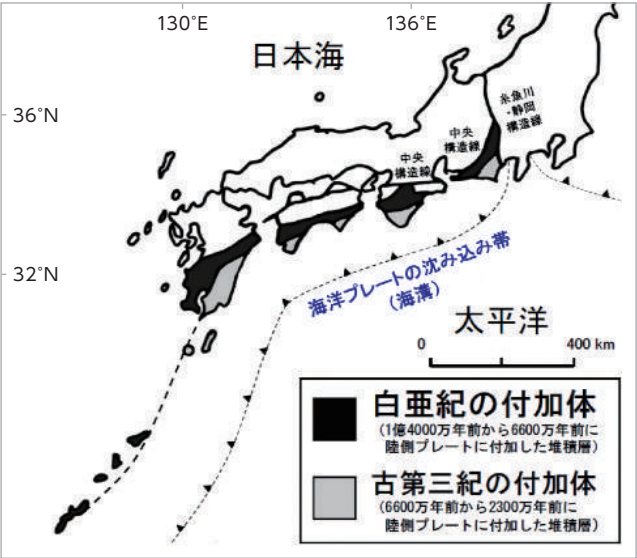 130°E
136°E
日本海
36°N
糸魚川
・静岡
構造線
中央
構造線
中央
構造線
32°N
海洋プレートの沈み込み帯
（海溝）
太平洋
0
400 km
白亜紀の付加体
（1億4000万年前から6600万年前に
陸側プレートに付加した堆積層）
古第三紀の付加体
（6600万年前から2300万年前に
陸側プレートに付加した堆積層）